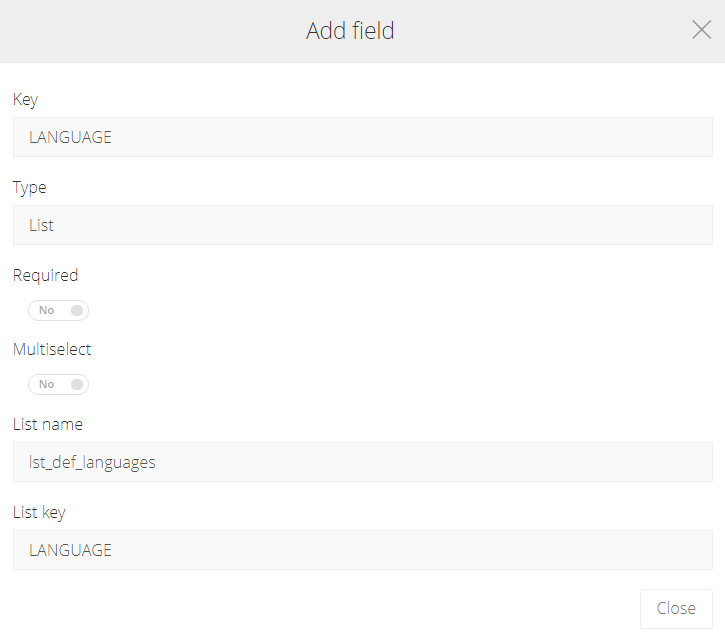 Add field
Key
LANGUAGE
Type
List
Required
No
Multiselect
No
List name
lst_def_languages
List key
LANGUAGE
Close